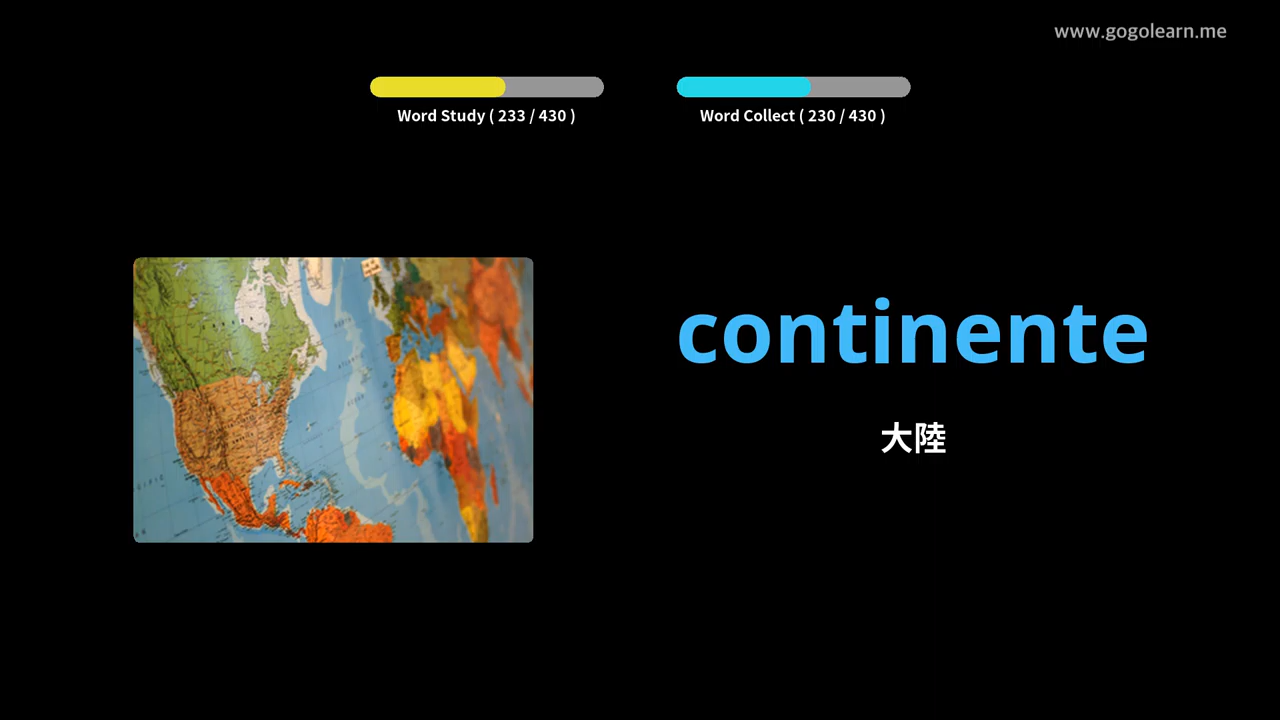 www.gogolearn.me
Word Study ( 233 / 430 )
Word Collect ( 230 / 430 )
continente
大陸